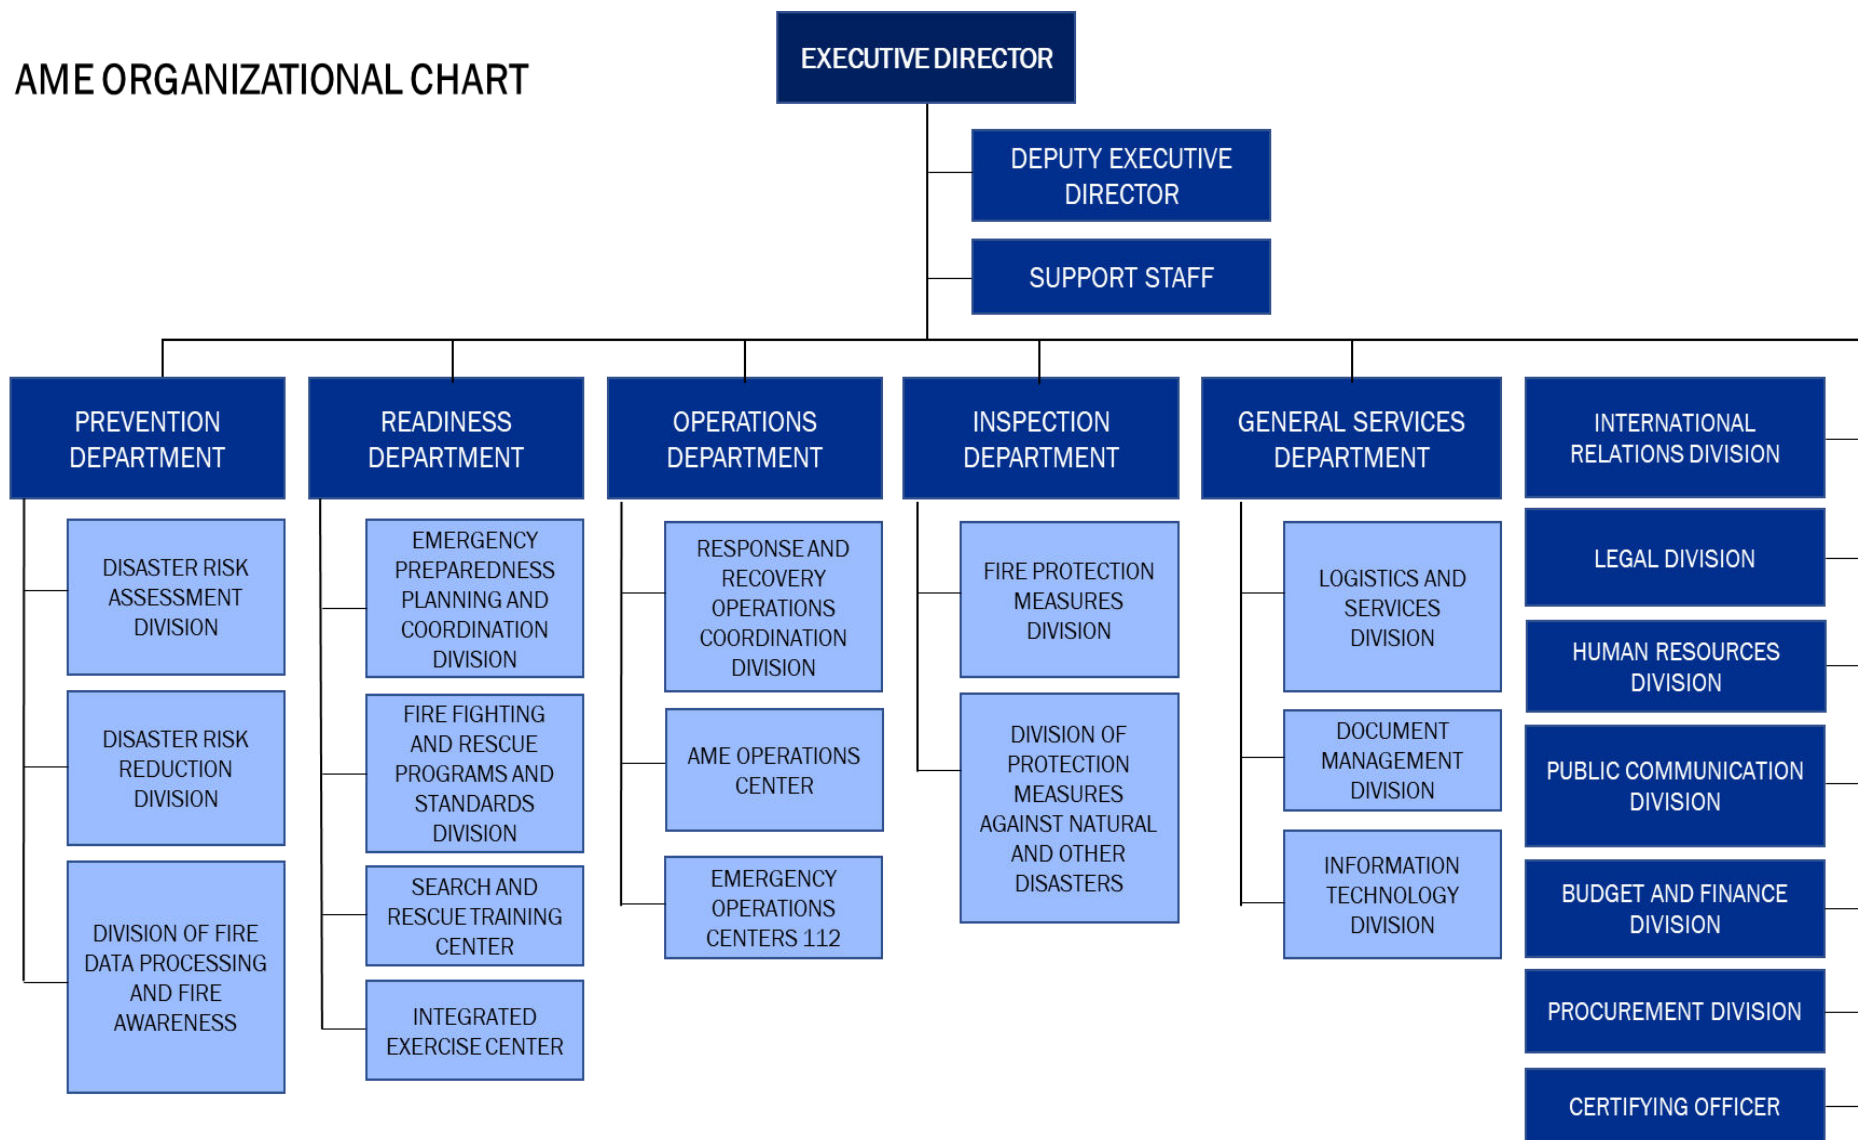 AME ORGANIZATIONAL CHART
EXECUTIVE DIRECTOR
DEPUTY EXECUTIVE
DIRECTOR
SUPPORT STAFF
PREVENTION
DEPARTMENT
DISASTER RISK
ASSESSMENT
DIVISION
DISASTER RISK
REDUCTION
DIVISION
DIVISION OF FIRE
DATA PROCESSING
AND FIRE
AWARENESS
READINESS
DEPARTMENT
EMERGENCY
PREPAREDNESS
PLANNING AND
COORDINATION
DIVISION
FIRE FIGHTING
AND RESCUE
PROGRAMS AND
STANDARDS
DIVISION
SEARCH AND
RESCUE TRAINING
CENTER
INTEGRATED
EXERCISE CENTER
OPERATIONS
DEPARTMENT
RESPONSE AND
RECOVERY
OPERATIONS
COORDINATION
DIVISION
AME OPERATIONS
CENTER
EMERGENCY
OPERATIONS
CENTERS 112
INSPECTION
DEPARTMENT
FIRE PROTECTION
MEASURES
DIVISION
DIVISION OF
PROTECTION
MEASURES
AGAINST NATURAL
AND OTHER
DISASTERS
GENERAL SERVICES
DEPARTMENT
LOGISTICS AND
SERVICES
DIVISION
DOCUMENT
MANAGEMENT
DIVISION
INFORMATION
TECHNOLOGY
DIVISION
INTERNATIONAL
RELATIONS DIVISION
LEGAL DIVISION
HUMAN RESOURCES
DIVISION
PUBLIC COMMUNICATION
DIVISION
BUDGET AND FINANCE
DIVISION
PROCUREMENT DIVISION
CERTIFYING OFFICER